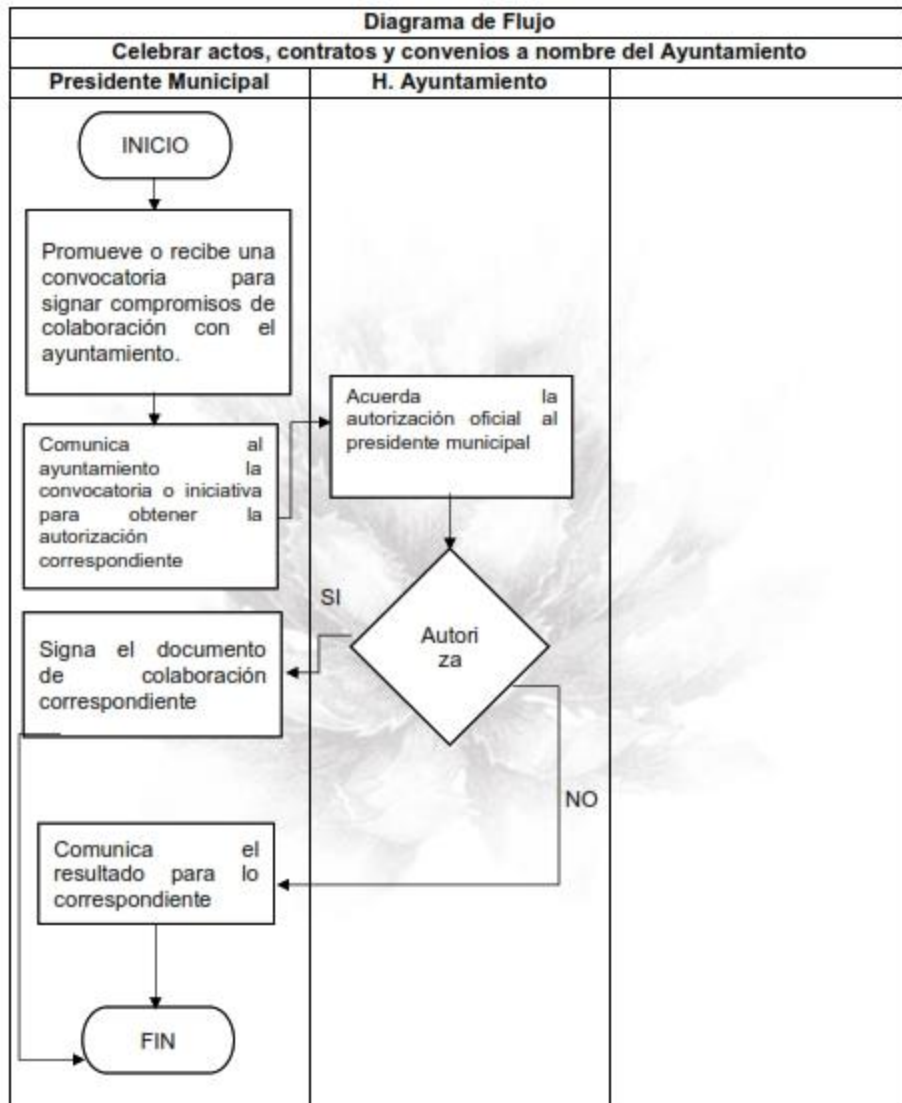 Diagrama de Flujo
Celebrar actos, contratos y convenios a nombre del Ayuntamiento
Presidente Municipal
H. Ayuntamiento
INICIO
Promueve o recibe una
convocatoria para
signar compromisos de
colaboración con el
ayuntamiento.
Comunica al
ayuntamiento la
convocatoria o iniciativa
para obtener la
autorización
correspondiente
Acuerda la
autorización oficial al
presidente municipal
Autori
za
SI
Signa el documento
de colaboración
correspondiente
NO
Comunica el
resultado para lo
correspondiente
FIN